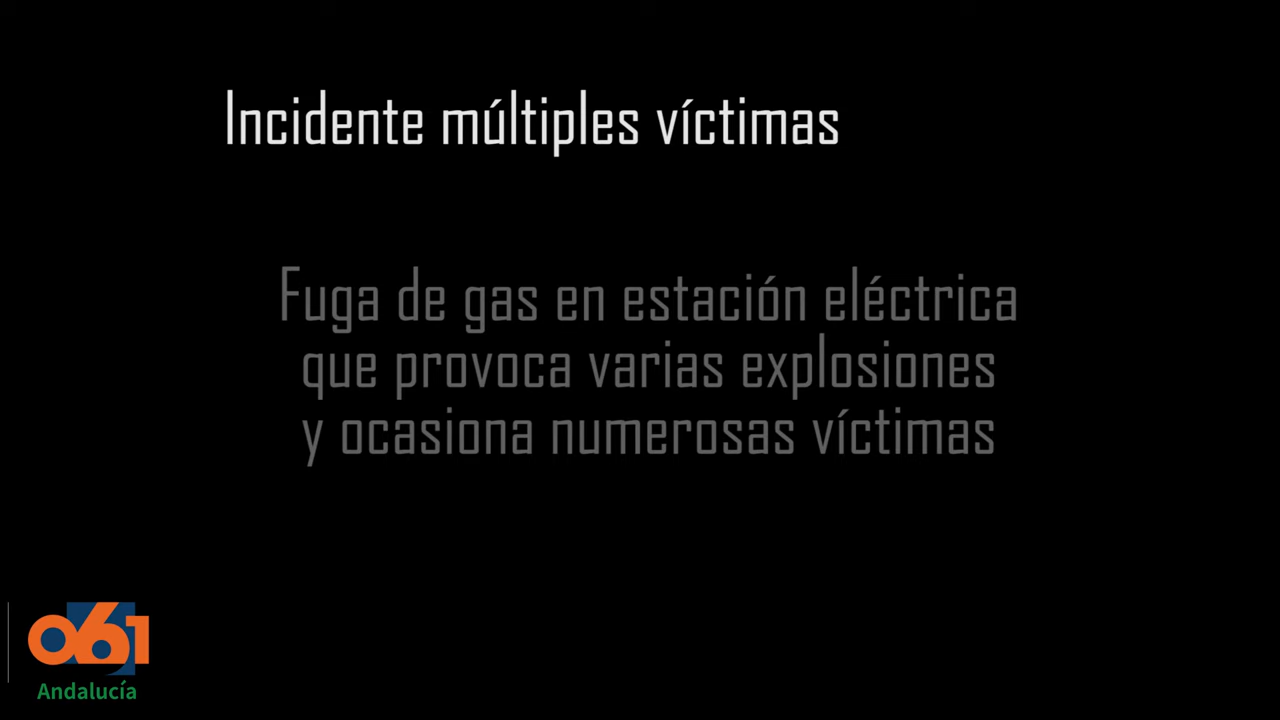 Incidente múltiples víctimas
Fuga de gas en estación eléctrica
que provoca varias explosiones
y ocasiona numerosas víctimas
061
Andalucía